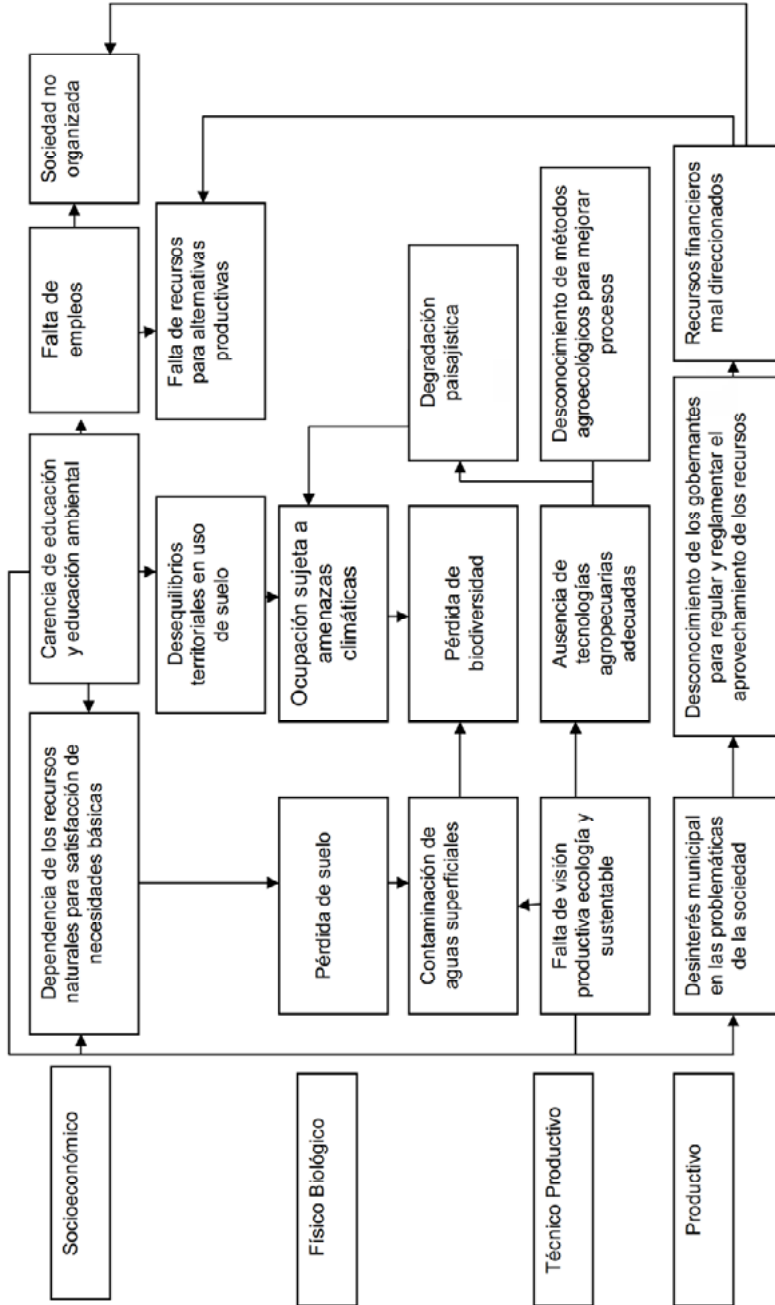 Socioeconómico
Dependencia de los recursos
naturales para satisfacción de
necesidades básicas
Carencia de educación
y educación ambiental
Falta de
empleos
Sociedad no
organizada
Desequilibrios
territoriales en uso
de suelo
Falta de recursos
para alternativas
productivas
Físico Biológico
Pérdida de suelo
Ocupación sujeta a
amenazas
climáticas
Contaminación de
aguas superficiales
Pérdida de
biodiversidad
Degradación
paisajística
Técnico Productivo
Falta de visión
productiva ecología y
sustentable
Ausencia de
tecnologías
agropecuarias
adecuadas
Desconocimiento de métodos
agroecológicos para mejorar
procesos
Productivo
Desinterés municipal
en las problemáticas
de la sociedad
Desconocimiento de los gobernantes
para regular y reglamentar el
aprovechamiento de los recursos
Recursos financieros
mal direccionados